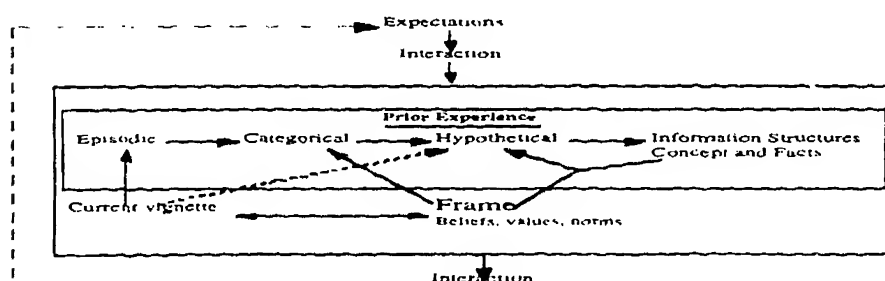 Expectations
Interaction
Prior Experience
Episodic Categorical Hypothetical Information Structures
Concept and Facts
Current vignette Frame
Beliefs, values, norms
Interaction